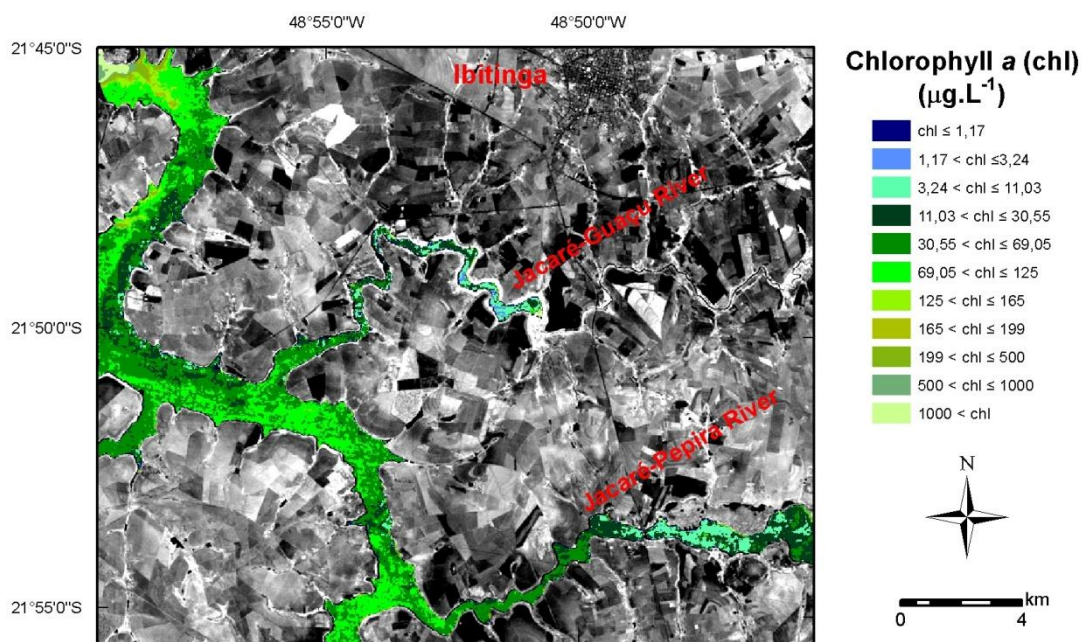 48°55'0"W
48°50'0"W
21°45'0"S
21°50'0"S
21°55'0"S
Ibitinga
Jacaré-Guaçu River
Jacaré-Pepira River
Chlorophyll a (chl)
(µg.L-1)
chl ≤ 1,17
1,17 < chl ≤3,24
3,24 < chl ≤ 11,03
11,03 < chl ≤ 30,55
30,55 < chl ≤ 69,05
69,05 < chl ≤ 125
125 < chl ≤ 165
165 < chl ≤ 199
199 < chl ≤ 500
500 < chl ≤ 1000
1000 < chl
N
km
0
4